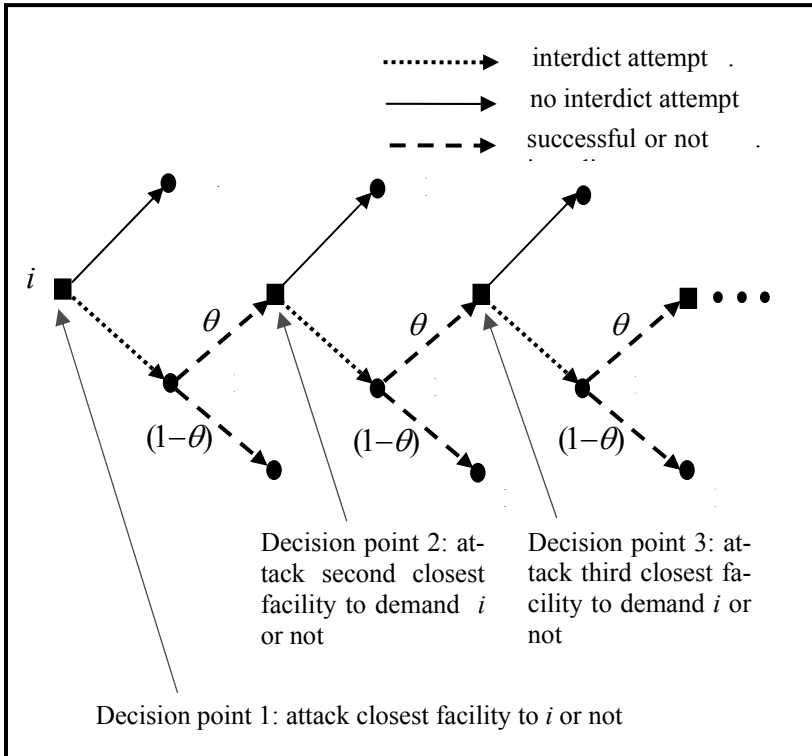 interdict attempt .
no interdict attempt
successful or not .
i
θ
θ
θ
(1−θ)
(1−θ)
(1−θ)
Decision point 2: at-
tack second closest
facility to demand i
or not
Decision point 3: at-
tack third closest fa-
cility to demand i or
not
Decision point 1: attack closest facility to i or not